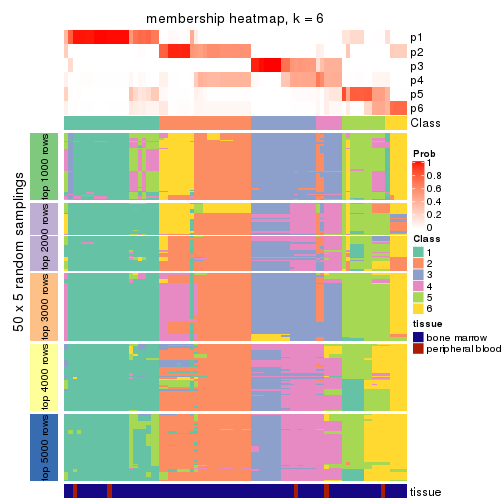 membership heatmap, k = 6
p1
p2
p3
p4
p5
p6
Class
50 x 5 random samplings
top 1000 rows
top 2000 rows
top 3000 rows
top 4000 rows
top 5000 rows
Prob
1
0.8
0.6
0.4
0.2
0
Class
1
2
3
4
5
6
tissue
bone marrow
peripheral blood
tissue